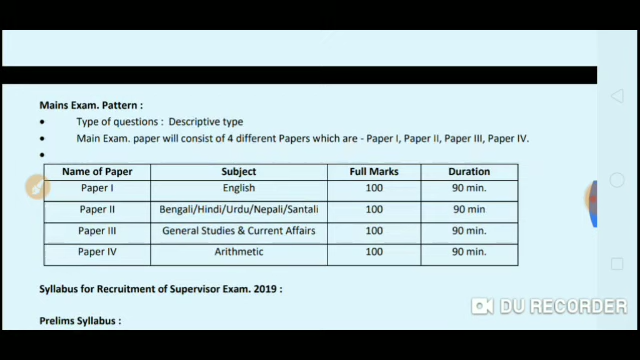 Mains Exam. Pattern :
• Type of questions : Descriptive type
• Main Exam. paper will consist of 4 different Papers which are - Paper I, Paper II, Paper III, Paper IV.
•
Name of Paper Subject Full Marks Duration
Paper I English 100 90 min.
Paper II Bengali/Hindi/Urdu/Nepali/Santali 100 90 min
Paper III General Studies & Current Affairs 100 90 min.
Paper IV Arithmetic 100 90 min.
Syllabus for Recruitment of Supervisor Exam. 2019 :
DU RECORDER
Prelims Syllabus :